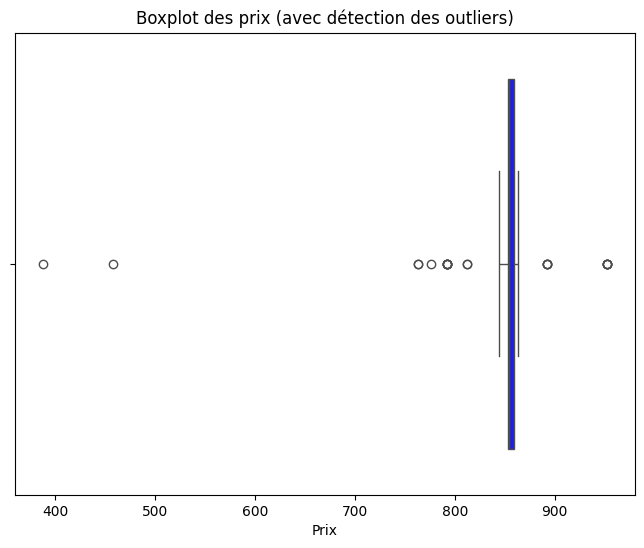 Boxplot des prix (avec détection des outliers)
400 500 600 700 800 900
Prix